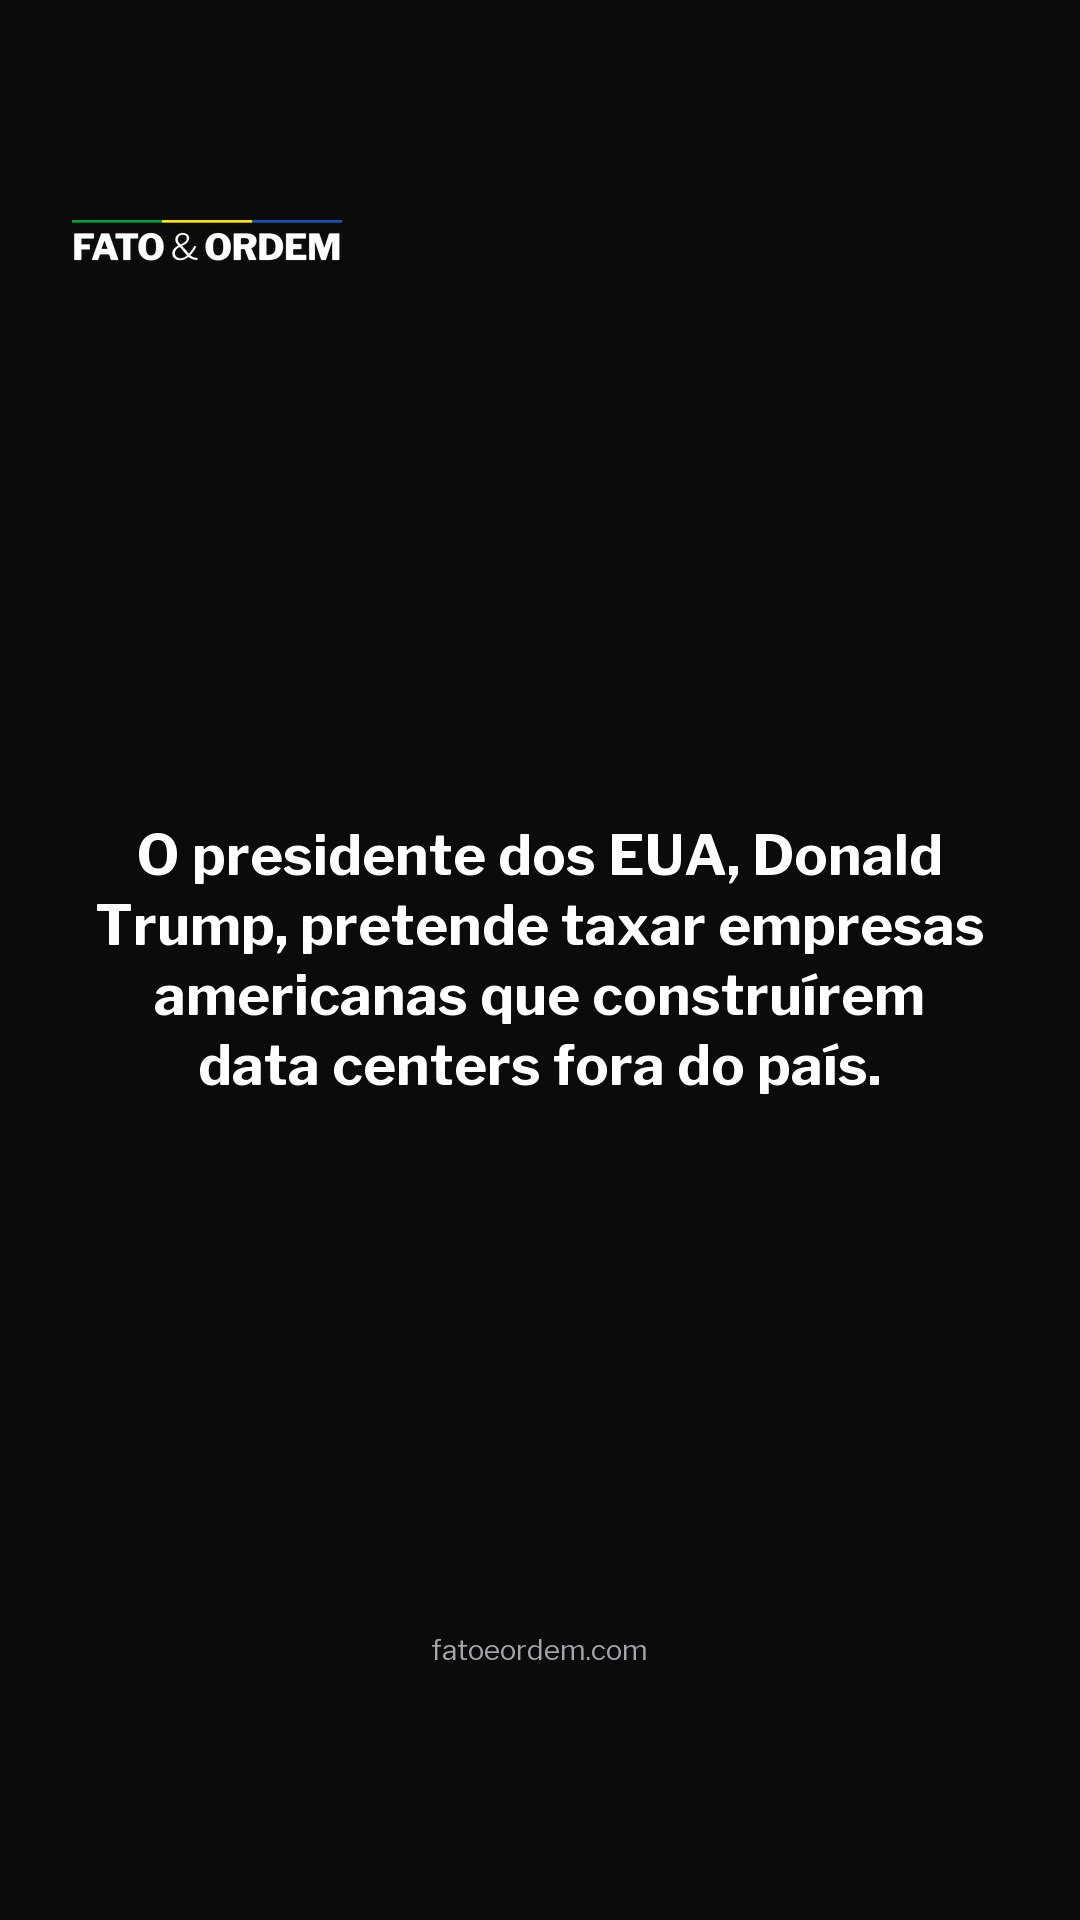 FATO & ORDEM
O presidente dos EUA, Donald
Trump, pretende taxar empresas
americanas que construírem
data centers fora do país.
fatoeordem.com